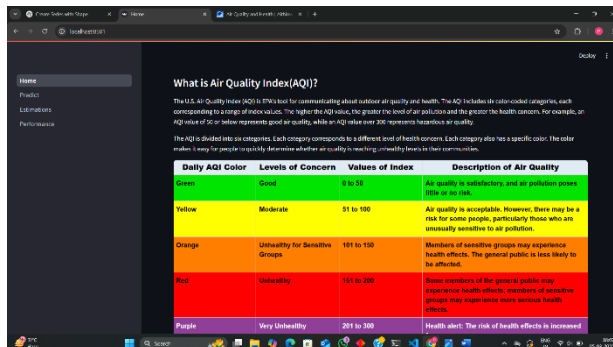 Create Series with Shape
Home
Air Quality and Health | AirNow
localhost:8501
Deploy
Home
Predict
Estimations
Performance
What is Air Quality Index(AQI)?
The U.S. Air Quality Index (AQI) is EPA's tool for communicating about outdoor air quality and health. The AQI includes six color-coded categories, each
corresponding to a range of index values. The higher the AQI value, the greater the level of air pollution and the greater the health concern. For example, an
AQI value of 50 or below represents good air quality, while an AQI value over 300 represents hazardous air quality.
The AQI is divided into six categories. Each category corresponds to a different level of health concern. Each category also has a specific color. The color
makes it easy for people to quickly determine whether air quality is reaching unhealthy levels in their communities.
Daily AQI Color Levels of Concern Values of Index Description of Air Quality
Green Good 0 to 50 Air quality is satisfactory, and air pollution poses
little or no risk.
Yellow Moderate 51 to 100 Air quality is acceptable. However, there may be a
risk for some people, particularly those who are
unusually sensitive to air pollution.
Orange Unhealthy for Sensitive 101 to 150 Members of sensitive groups may experience
Groups health effects. The general public is less likely to
be affected.
Red Unhealthy 151 to 200 Some members of the general public may
experience health effects; members of sensitive
groups may experience more serious health
effects.
Purple Very Unhealthy 201 to 300 Health alert: The risk of health effects is increased
Search
ENG